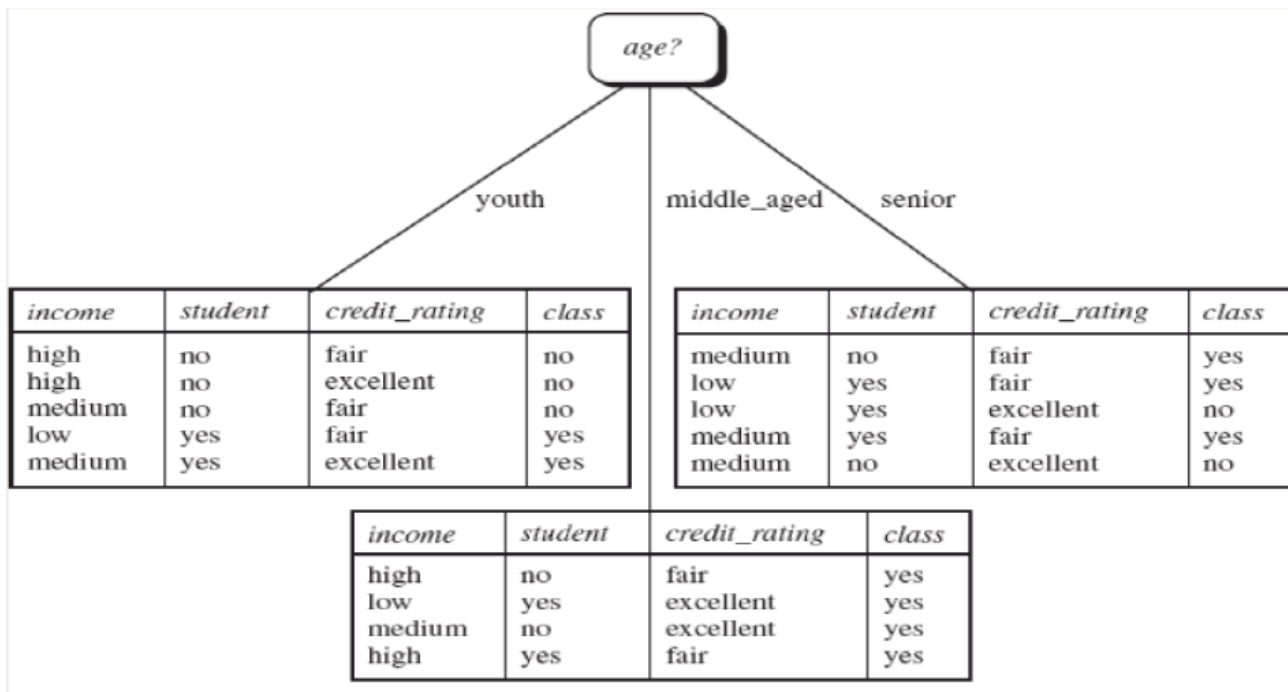 age?
youth middle_aged senior
income student credit_rating class
high no fair no
high no excellent no
medium no fair no
low yes fair yes
medium yes excellent yes
income student credit_rating class
medium no fair yes
low yes fair yes
low yes excellent no
medium yes fair yes
medium no excellent no
income student credit_rating class
high no fair yes
low yes excellent yes
medium no excellent yes
high yes fair yes